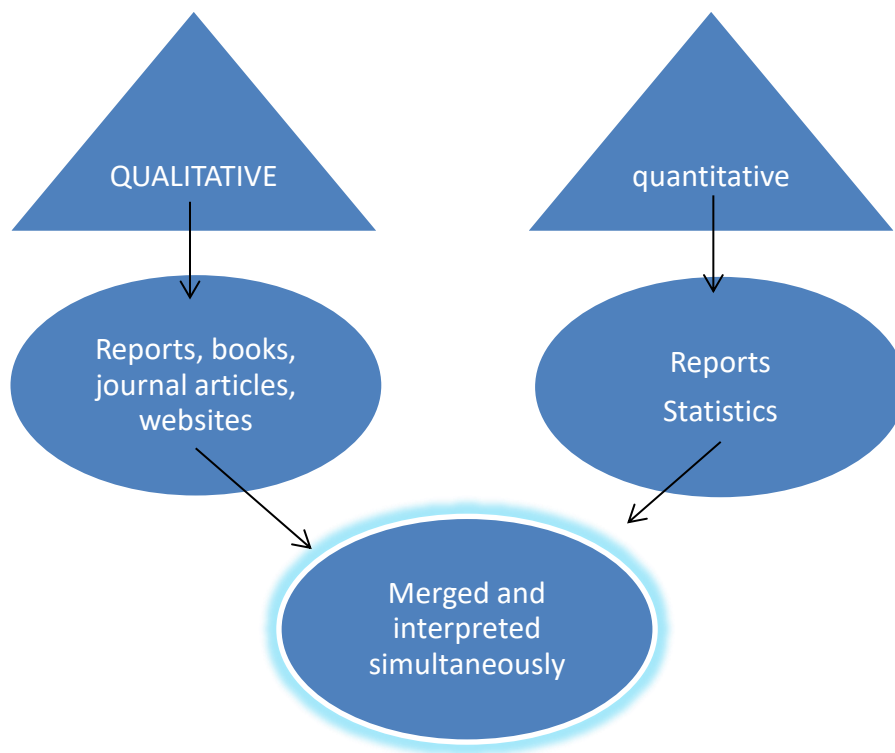 QUALITATIVE
quantitative
Reports, books,
journal articles,
websites
Reports
Statistics
Merged and
interpreted
simultaneously